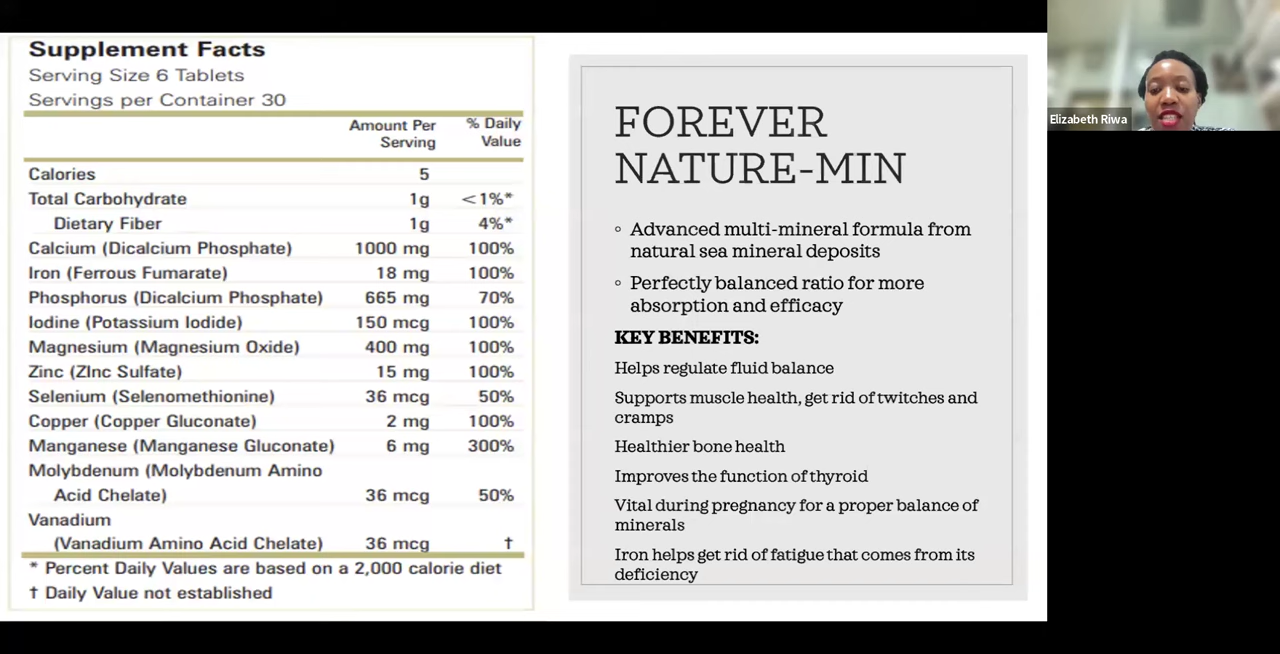 Supplement Facts
Serving Size 6 Tablets
Servings per Container 30
Amount Per Serving % Daily Value
Calories 5
Total Carbohydrate 1g <1%*
Dietary Fiber 1g 4%*
Calcium (Dicalcium Phosphate) 1000 mg 100%
Iron (Ferrous Fumarate) 18 mg 100%
Phosphorus (Dicalcium Phosphate) 665 mg 70%
Iodine (Potassium Iodide) 150 mcg 100%
Magnesium (Magnesium Oxide) 400 mg 100%
Zinc (ZInc Sulfate) 15 mg 100%
Selenium (Selenomethionine) 36 mcg 50%
Copper (Copper Gluconate) 2 mg 100%
Manganese (Manganese Gluconate) 6 mg 300%
Molybdenum (Molybdenum Amino
Acid Chelate) 36 mcg 50%
Vanadium
(Vanadium Amino Acid Chelate) 36 mcg †
* Percent Daily Values are based on a 2,000 calorie diet
† Daily Value not established
FOREVER
NATURE-MIN
◦ Advanced multi-mineral formula from
natural sea mineral deposits
◦ Perfectly balanced ratio for more
absorption and efficacy
KEY BENEFITS:
Helps regulate fluid balance
Supports muscle health, get rid of twitches and
cramps
Healthier bone health
Improves the function of thyroid
Vital during pregnancy for a proper balance of
minerals
Iron helps get rid of fatigue that comes from its
deficiency
Elizabeth Riwa